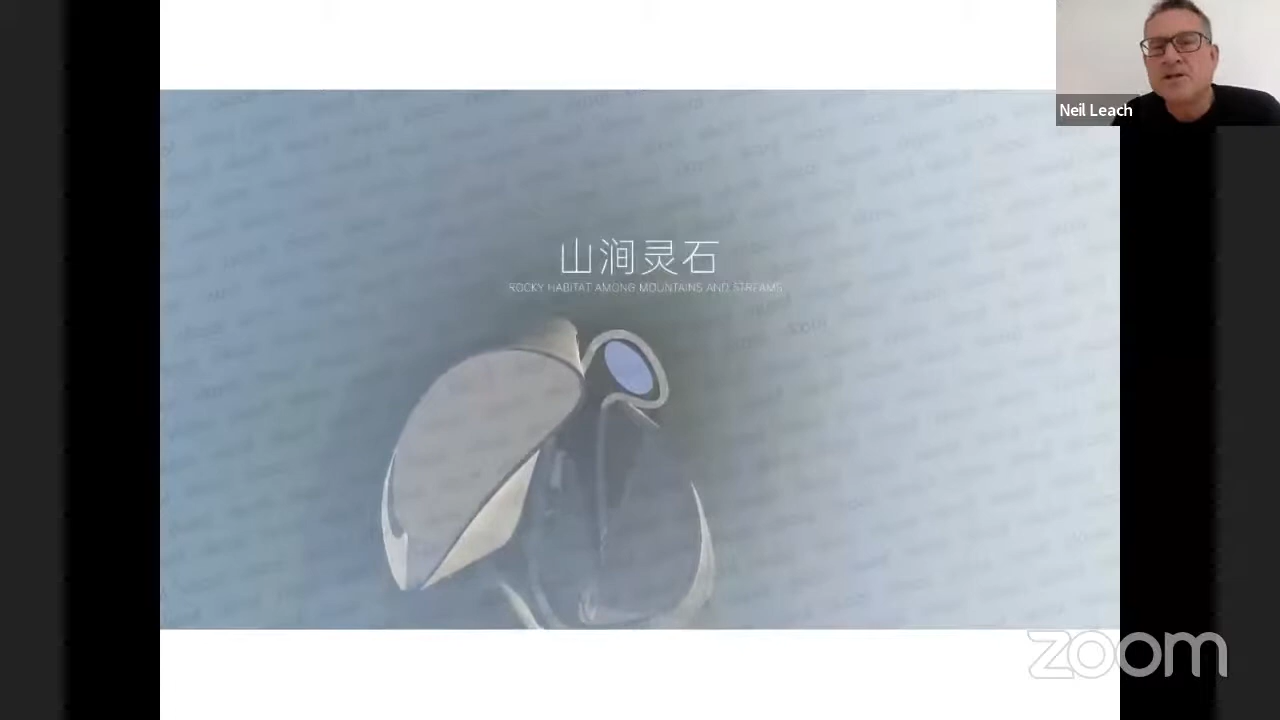 Neil Leach
山涧灵石
ROCKY HABITAT AMONG MOUNTAINS AND STREAMS
zoom